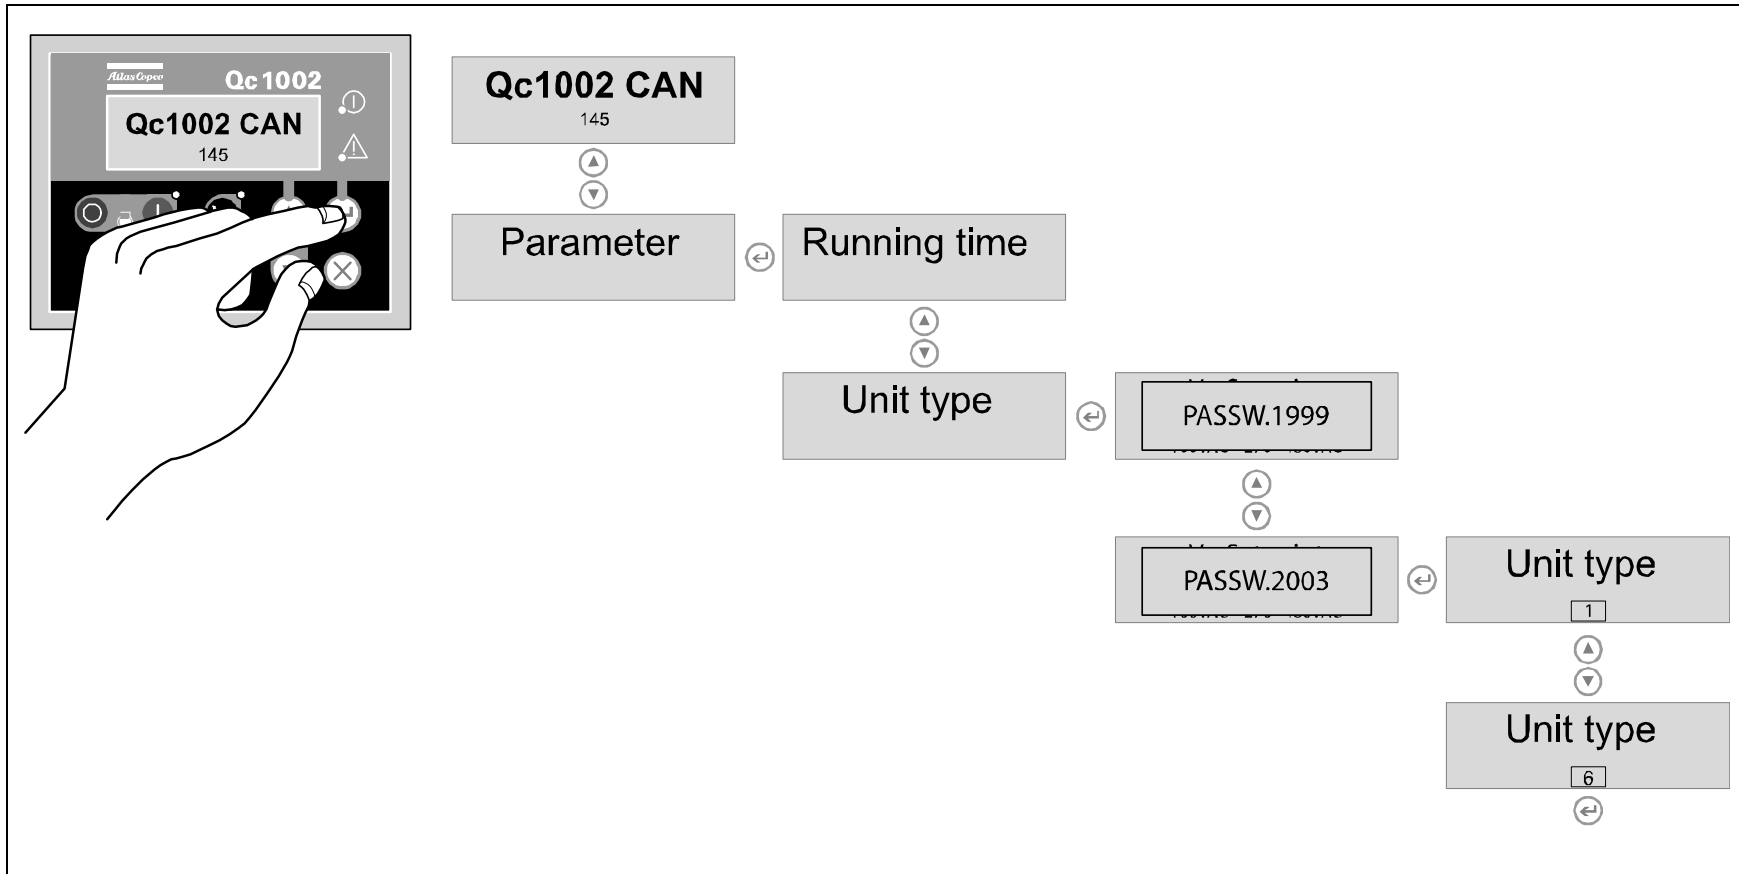 Atlas Copco
Qc1002
Qc1002 CAN
145
Qc1002 CAN
145
Parameter
Running time
Unit type
PASSW.1999
PASSW.2003
Unit type
1
Unit type
6